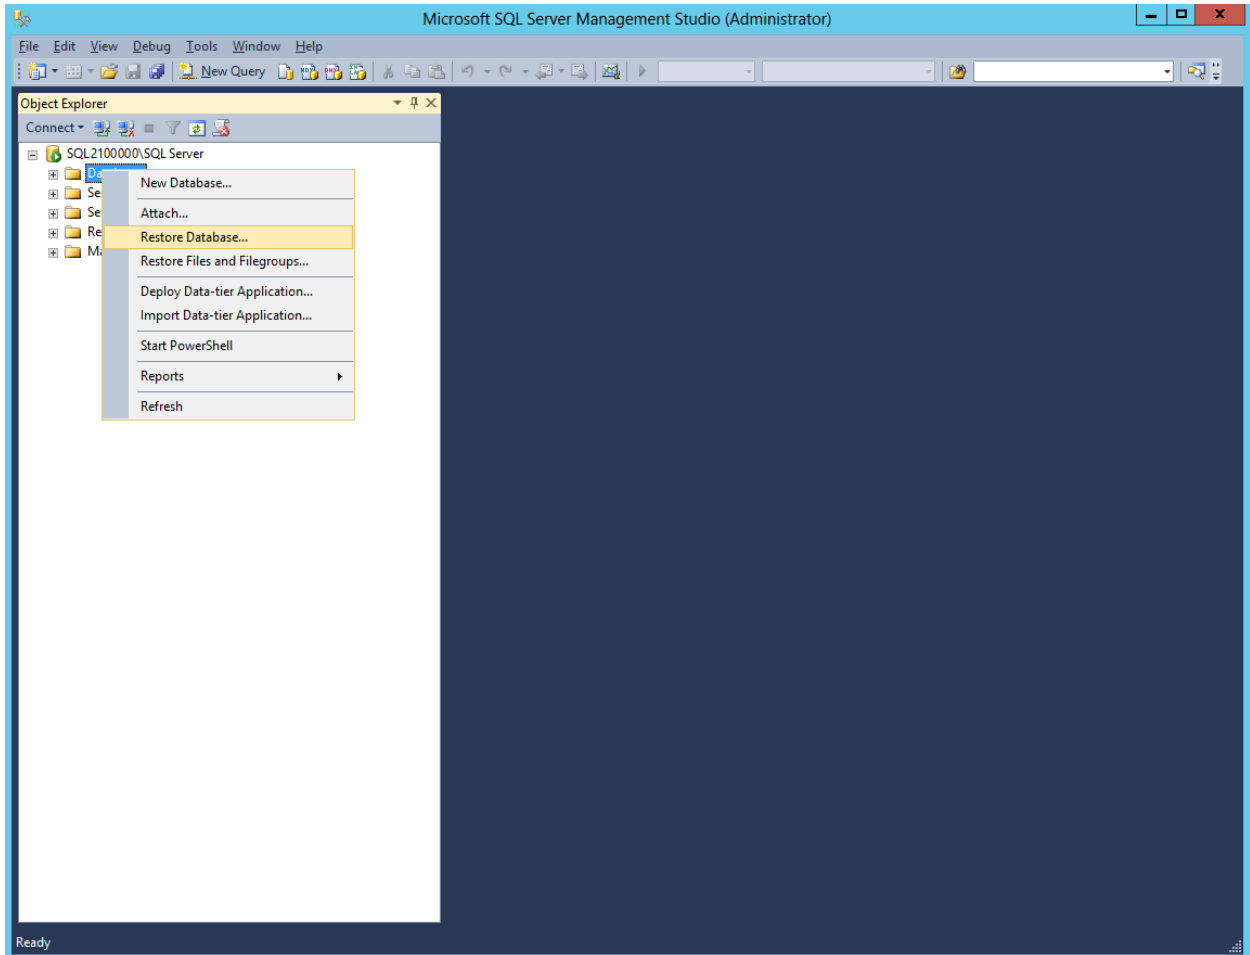 Microsoft SQL Server Management Studio (Administrator)
File Edit View Debug Tools Window Help
New Query
Object Explorer
Connect
SQL2100000\SQL Server
New Database...
Attach...
Restore Database...
Restore Files and Filegroups...
Deploy Data-tier Application...
Import Data-tier Application...
Start PowerShell
Reports
Refresh
Ready